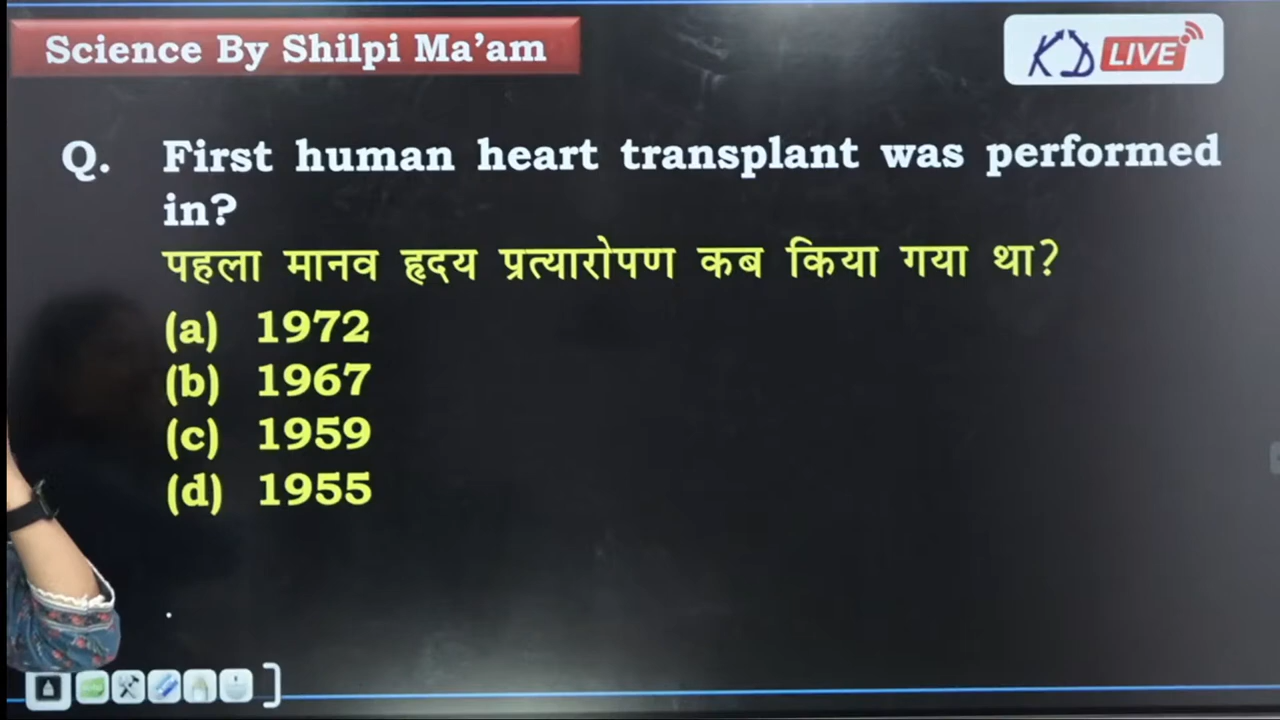 Science By Shilpi Ma’am
KD LIVE
Q. First human heart transplant was performed
in?
पहला मानव हृदय प्रत्यारोपण कब किया गया था?
(a) 1972
(b) 1967
(c) 1959
(d) 1955